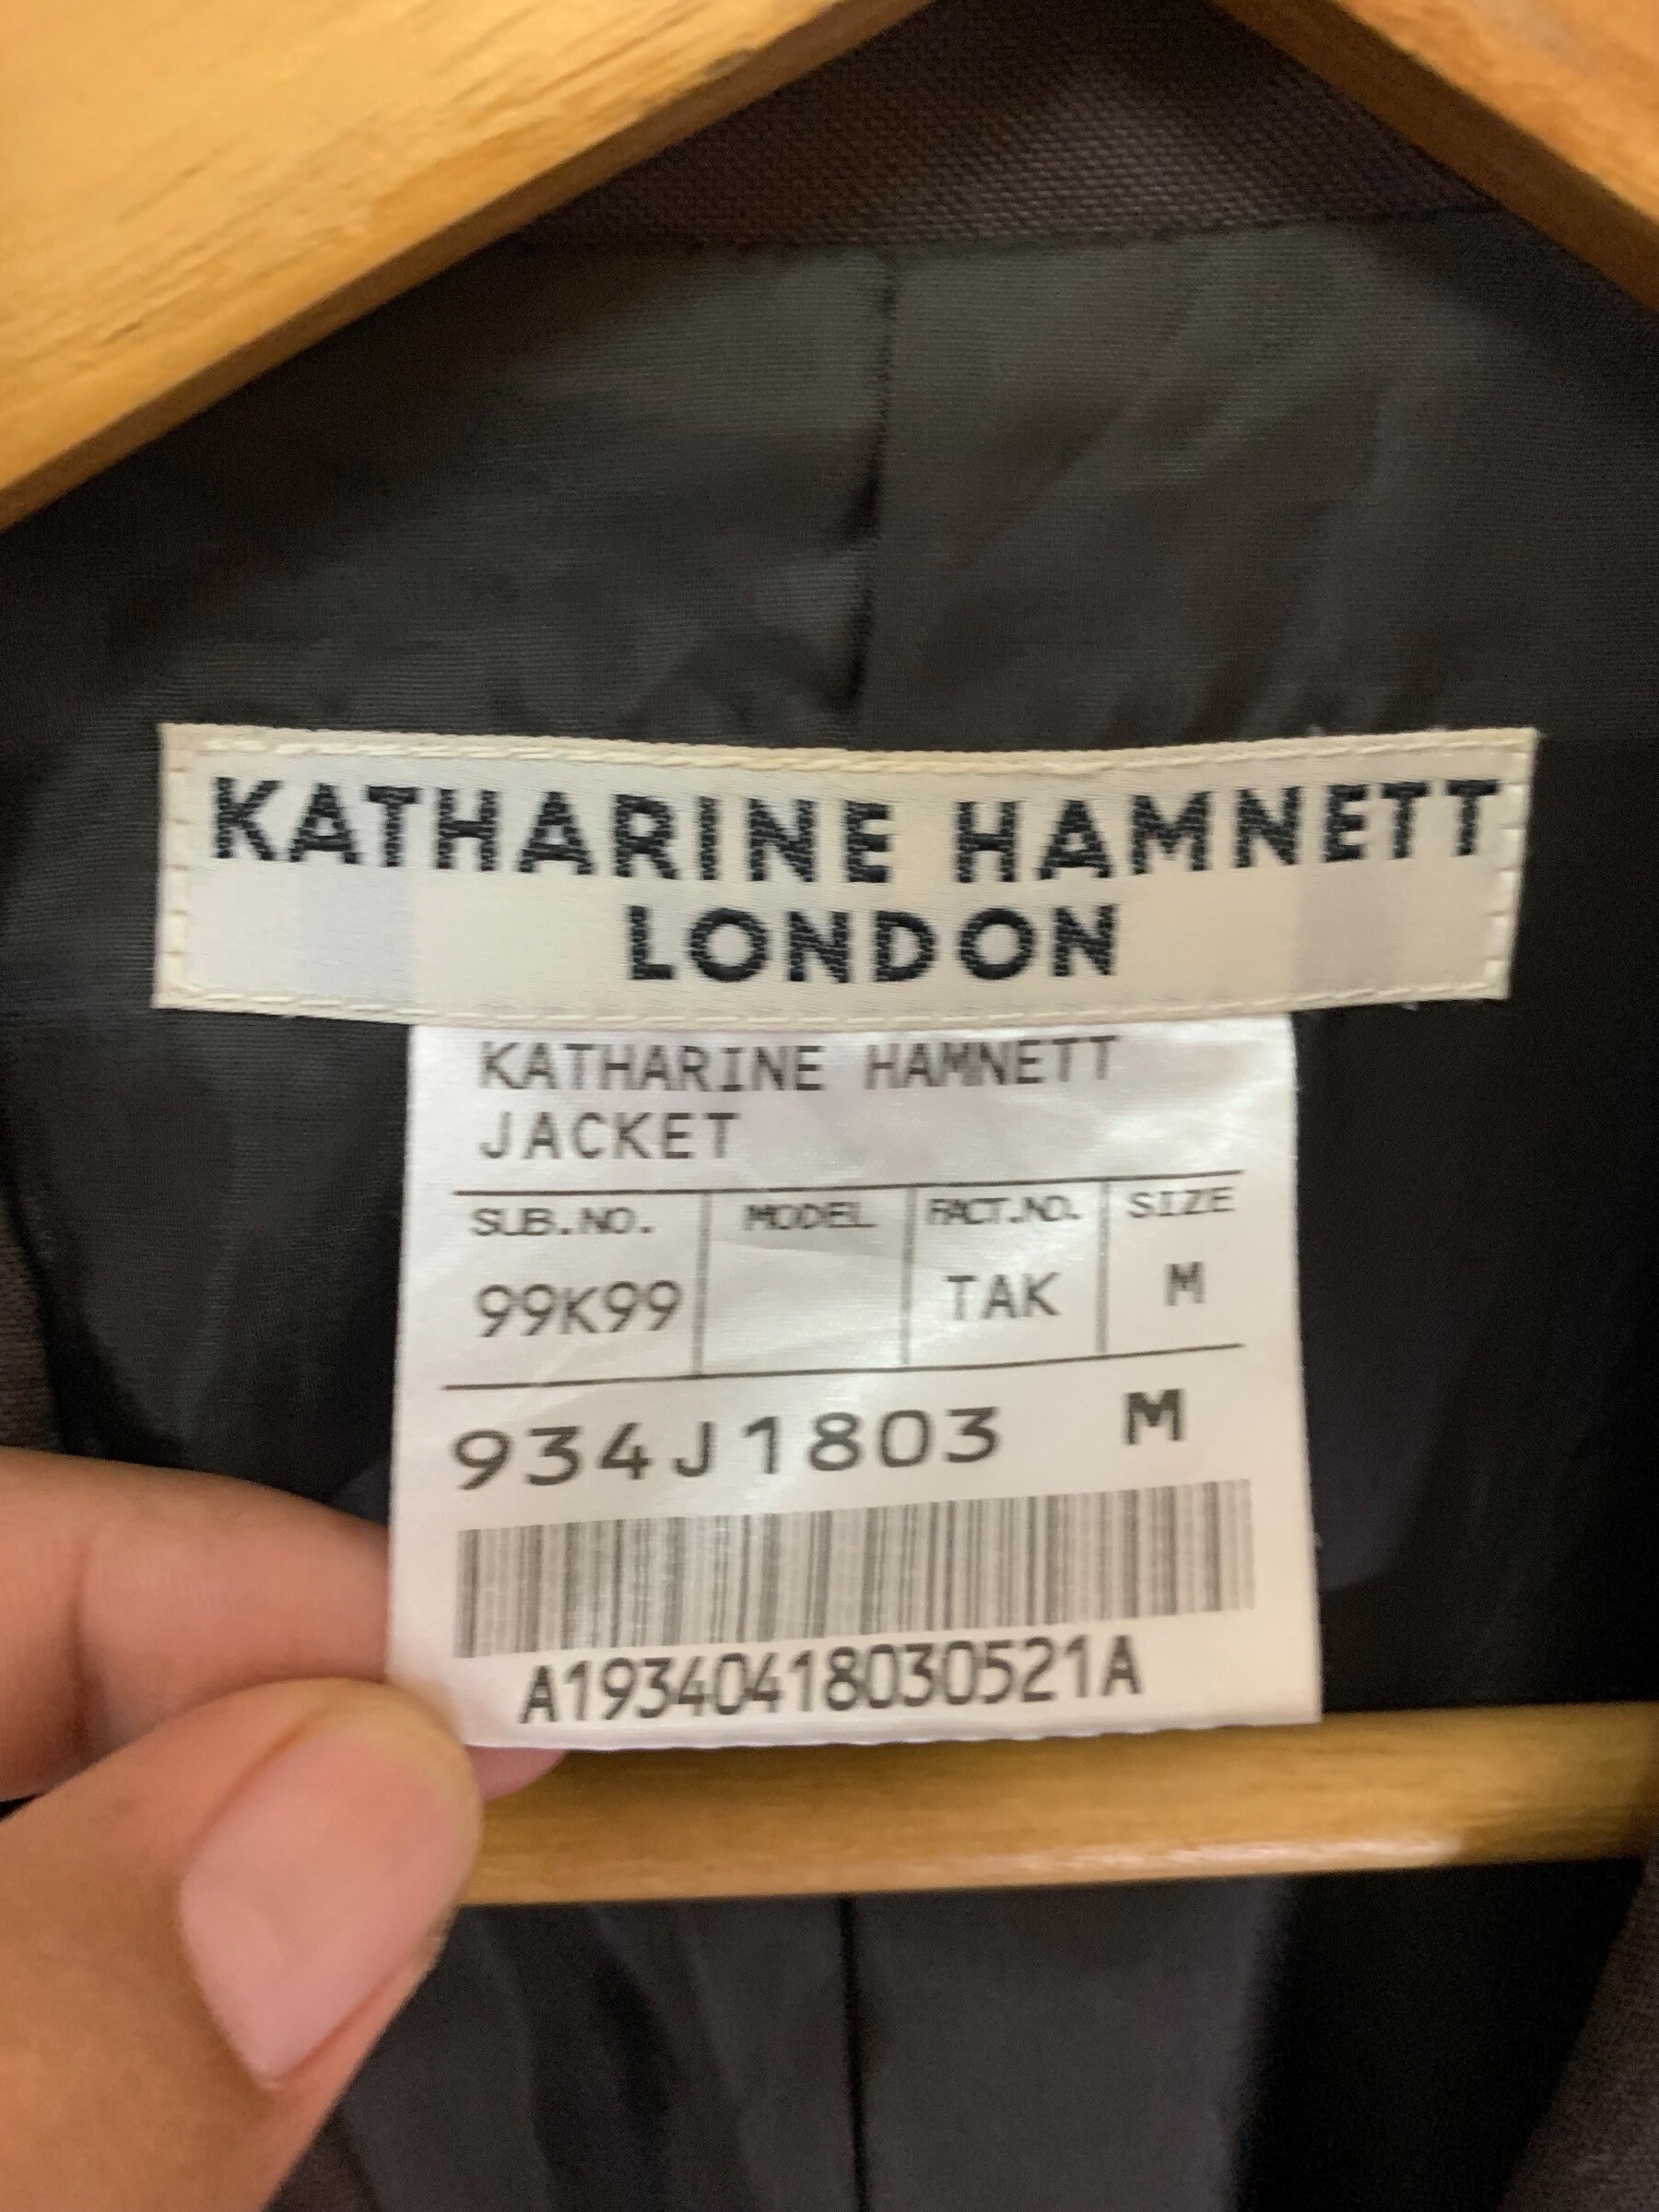 KATHARINE HAMNETT
LONDON
KATHARINE HAMNETT
JACKET
SUB.NO. MODEL FACT.NO. SIZE
99K99 TAK M
934J1803 M
A19340418030521A